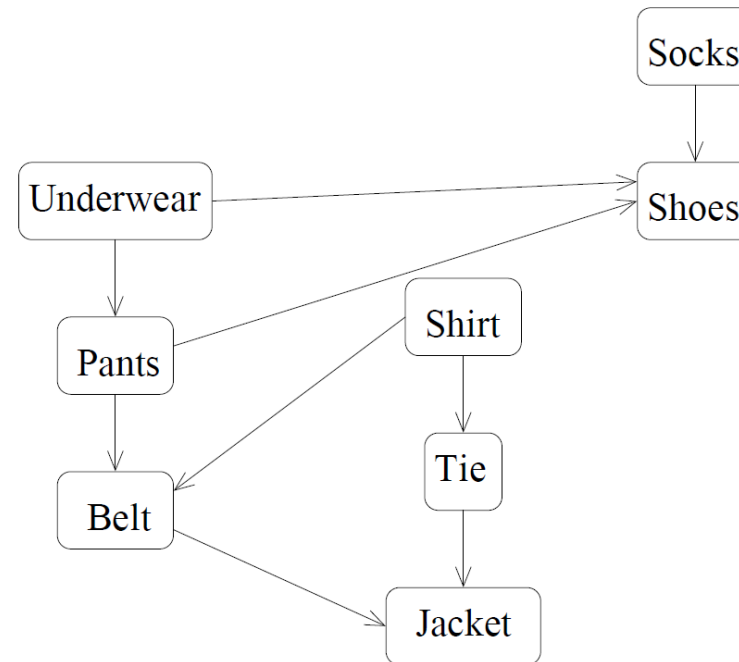 Socks
Underwear
Shoes
Shirt
Pants
Tie
Belt
Jacket